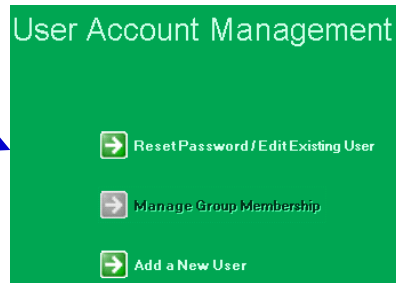 User Account Management
Reset Password / Edit Existing User
Manage Group Membership
Add a New User